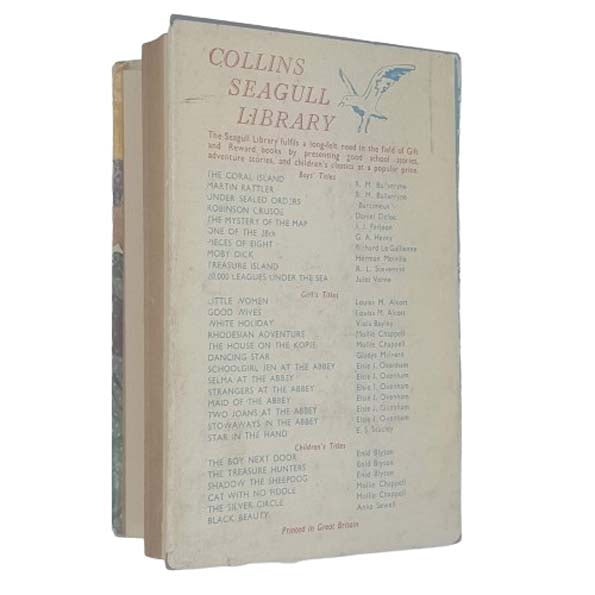 COLLINS
SEAGULL
LIBRARY
The Seagull Library fulfils a long-felt need in the field of Gift
and Reward books by presenting good school stories,
adventure stories, and children's classics at a popular price.
Boys' Titles
THE CORAL ISLAND R. M. Ballantyne
MARTIN RATTLER R. M. Ballantyne
UNDER SEALED ORDERS "Bartimeus"
ROBINSON CRUSOE Daniel Defoe
THE MYSTERY OF THE MAP J. J. Farjeon
ONE OF THE 28th G. A. Henty
PIECES OF EIGHT Richard Le Gallienne
MOBY DICK Herman Melville
TREASURE ISLAND R. L. Stevenson
20,000 LEAGUES UNDER THE SEA Jules Verne
Girls' Titles
LITTLE WOMEN Louisa M. Alcott
GOOD WIVES Louisa M. Alcott
WHITE HOLIDAY Viola Bayley
RHODESIAN ADVENTURE Mollie Chappell
THE HOUSE ON THE KOPJE Mollie Chappell
DANCING STAR Gladys Malvern
SCHOOLGIRL JEN AT THE ABBEY Elsie J. Oxenham
SELMA AT THE ABBEY Elsie J. Oxenham
STRANGERS AT THE ABBEY Elsie J. Oxenham
MAID OF THE ABBEY Elsie J. Oxenham
TWO JOANS AT THE ABBEY Elsie J. Oxenham
STOWAWAYS IN THE ABBEY Elsie J. Oxenham
STAR IN THE HAND E. S.
Children's Titles
THE BOY NEXT DOOR Enid Blyton
THE TREASURE HUNTERS Enid Blyton
SHADOW THE SHEEPDOG Enid Blyton
CAT WITH NO FIDDLE Mollie Chappell
THE SILVER CIRCLE Mollie Chappell
BLACK BEAUTY Anna Sewell
Printed in Great Britain